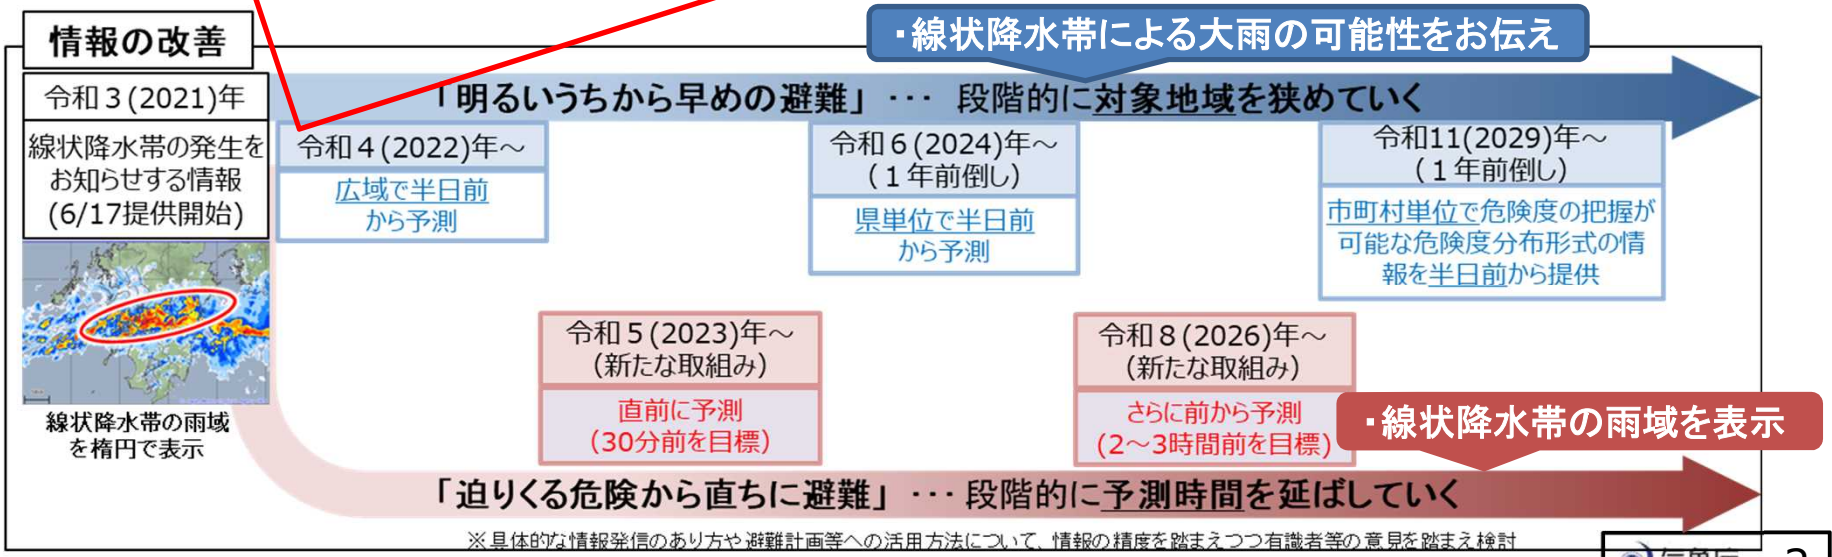 ・線状降水帯による大雨の可能性をお伝え
情報の改善
「明るいうちから早めの避難」 ･･･ 段階的に対象地域を狭めていく
令和３(2021)年
線状降水帯の発生を
お知らせする情報
(6/17提供開始)
線状降水帯の雨域
を楕円で表示
令和４(2022)年～
広域で半日前
から予測
令和６(2024)年～
(１年前倒し)
県単位で半日前
から予測
令和11(2029)年～
(１年前倒し)
市町村単位で危険度の把握が
可能な危険度分布形式の情
報を半日前から提供
令和５(2023)年～
(新たな取組み)
直前に予測
(30分前を目標)
令和８(2026)年～
(新たな取組み)
さらに前から予測
(2～3時間前を目標)
・線状降水帯の雨域を表示
「迫りくる危険から直ちに避難」 ･･･ 段階的に予測時間を延ばしていく
※具体的な情報発信のあり方や避難計画等への活用方法について、情報の精度を踏まえつつ有識者等の意見を踏まえ検討